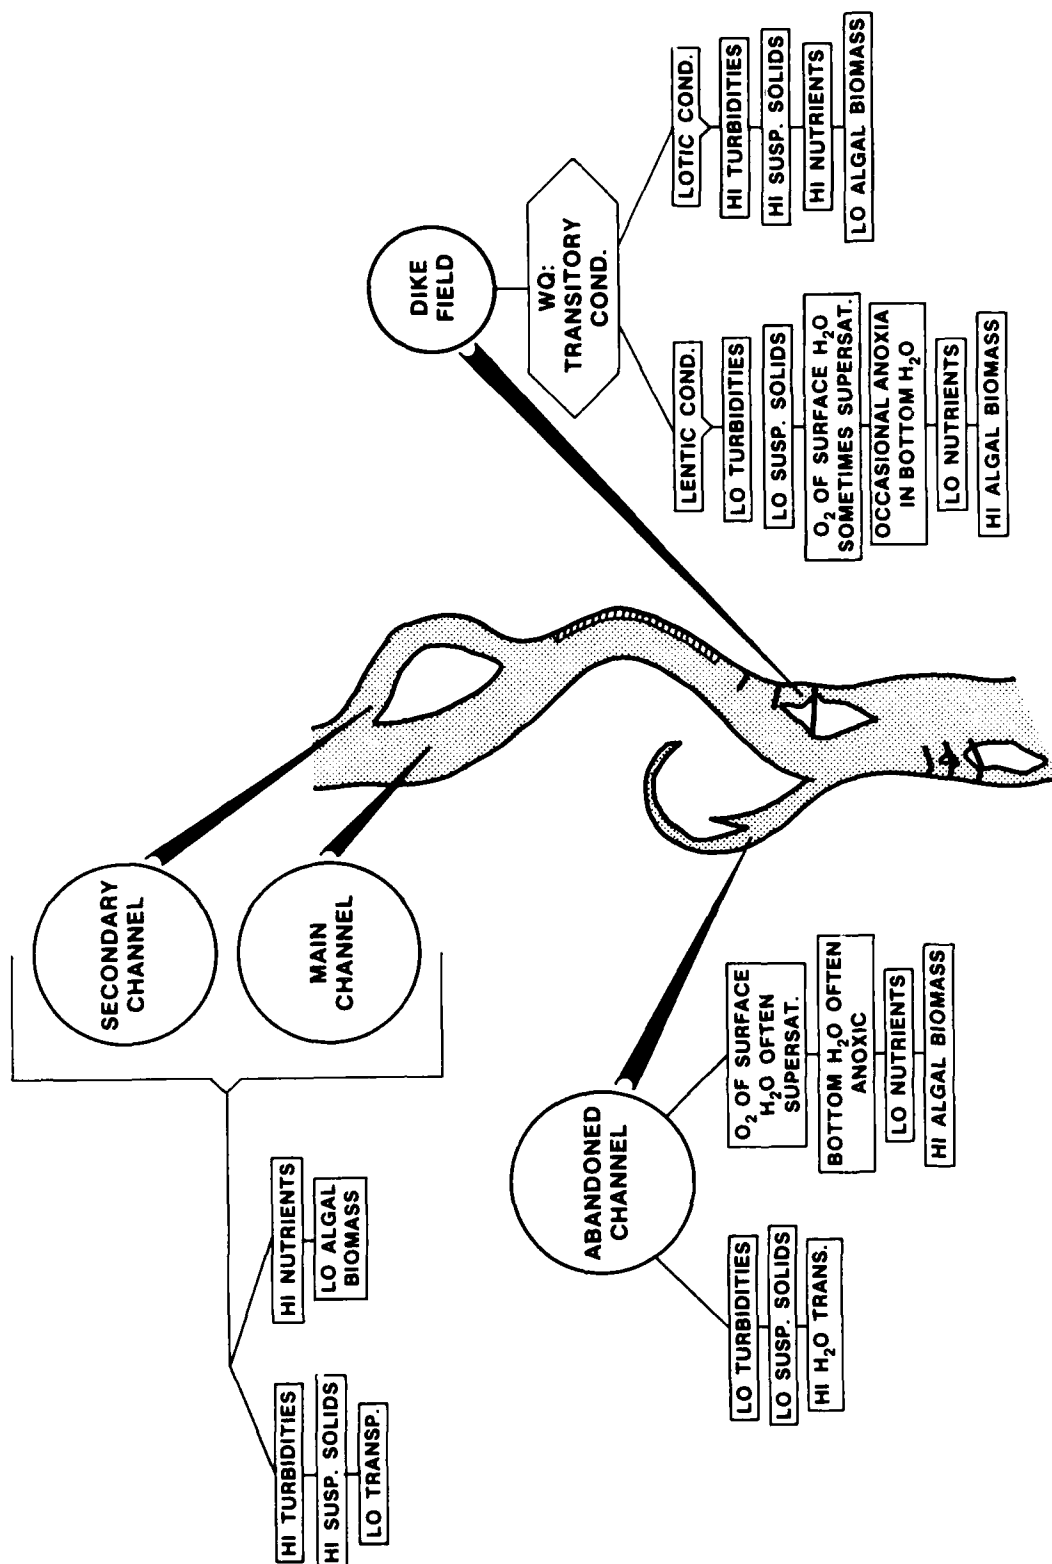 HI TURBIDITIES
HI SUSP. SOLIDS
LO TRANSP.
HI NUTRIENTS
LO ALGAL
BIOMASS
SECONDARY
CHANNEL
MAIN
CHANNEL
ABANDONED
CHANNEL
LO TURBIDITIES
LO SUSP. SOLIDS
HI H₂O TRANS.
O₂ OF SURFACE
H₂O OFTEN
SUPERSAT.
BOTTOM H₂O OFTEN
ANOXIC
LO NUTRIENTS
HI ALGAL BIOMASS
DIKE
FIELD
WQ:
TRANSITORY
COND.
LENTIC COND.
LO TURBIDITIES
LO SUSP. SOLIDS
O₂ OF SURFACE H₂O
SOMETIMES SUPERSAT.
OCCASIONAL ANOXIA
IN BOTTOM H₂O
LO NUTRIENTS
HI ALGAL BIOMASS
LOTIC COND.
HI TURBIDITIES
HI SUSP. SOLIDS
HI NUTRIENTS
LO ALGAL BIOMASS